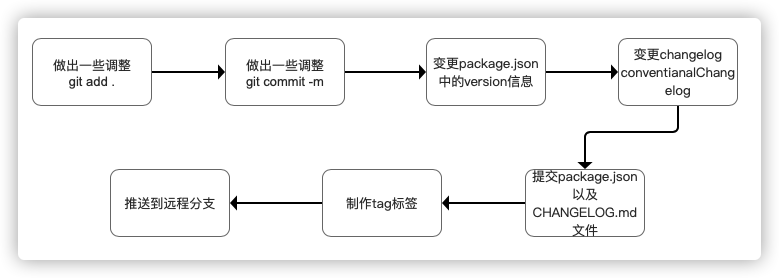 做出一些调整
git add .
做出一些调整
git commit -m
变更package.json
中的version信息
变更changelog
conventianalChang
elog
提交package.json
以及
CHANGELOG.md
文件
制作tag标签
推送到远程分支